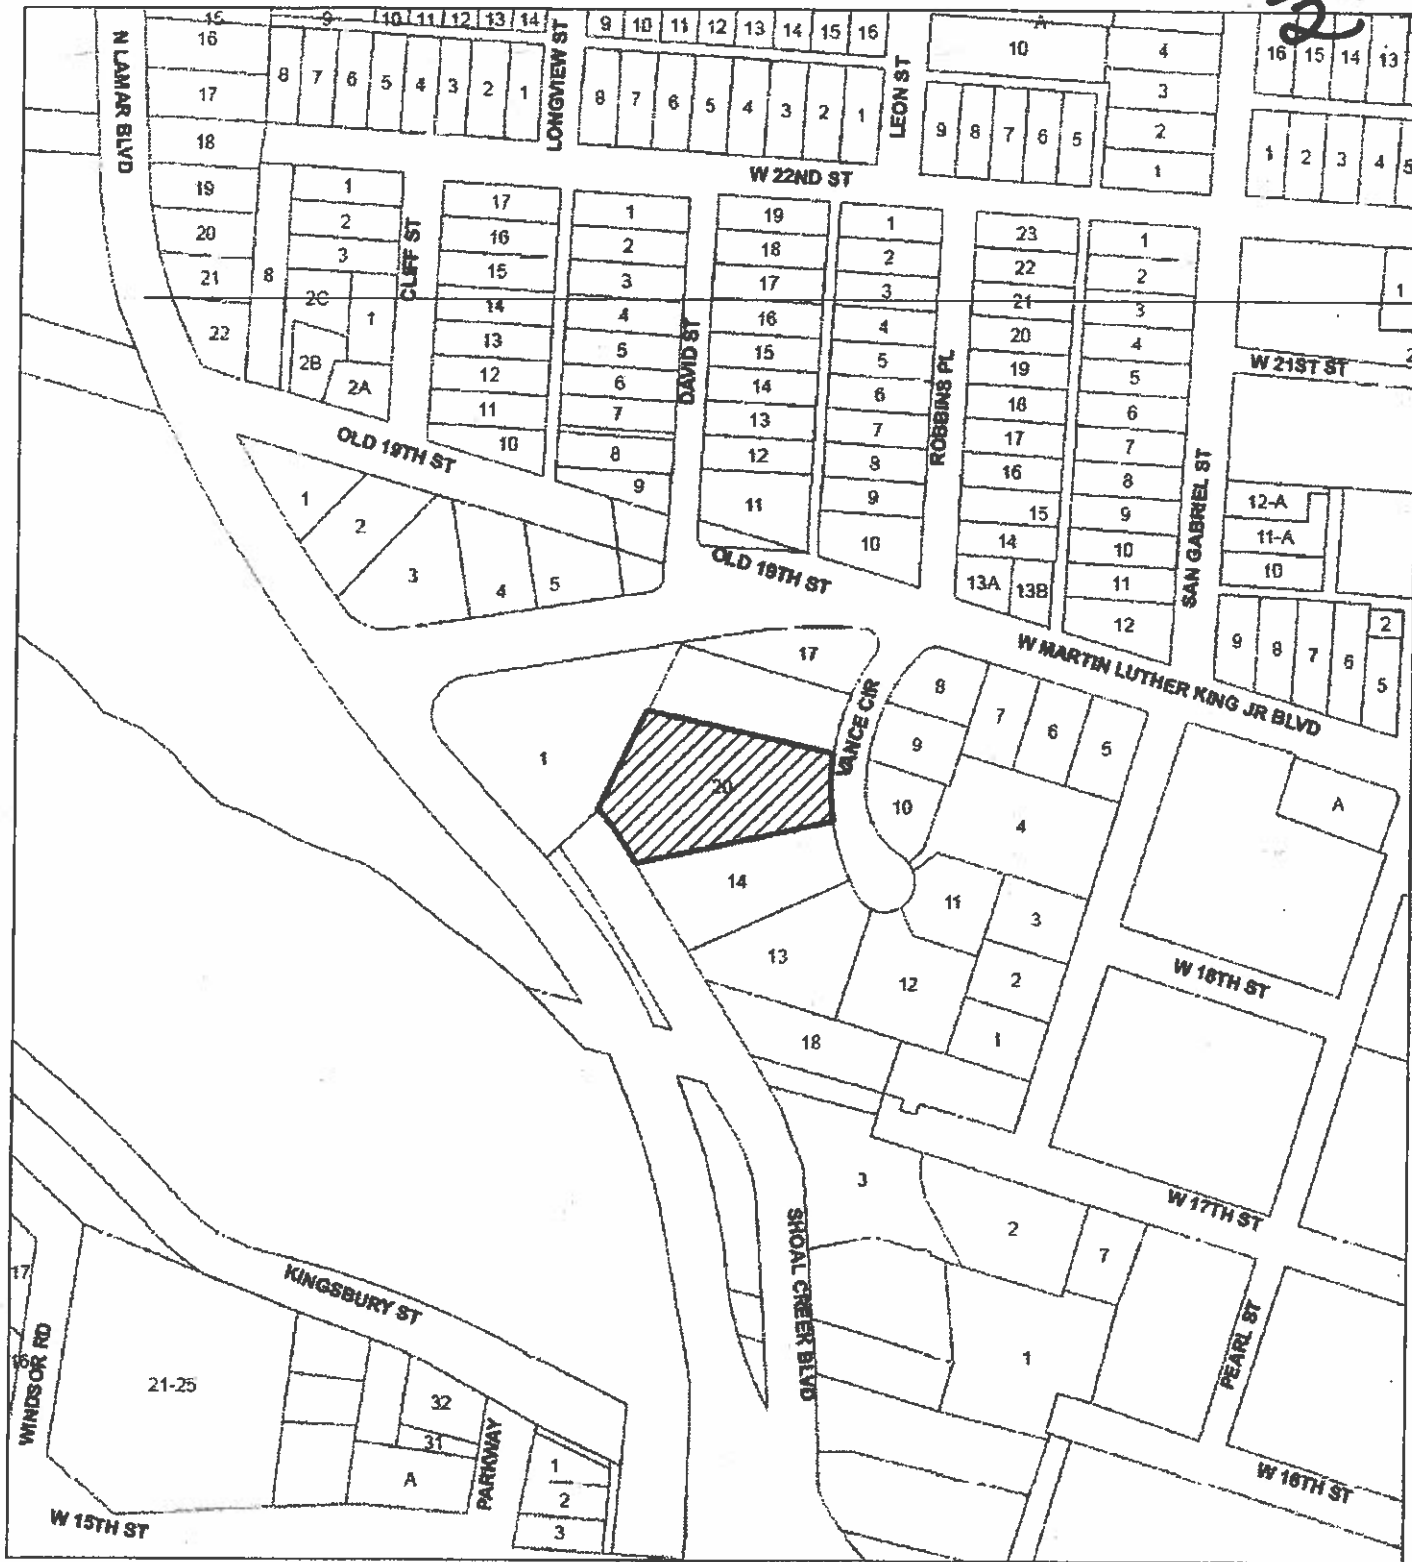 2
15 9 10 11 12 13 14 9 10 11 12 13 14 15 16 A
16 10 4 16 15 14 13
8 7 6 5 4 3 2 1
8 7 6 5 4 3 2 1
17 3
9 8 7 6 5
18 2
1 2 3 4 5
1
N LAMAR BLVD
LONGVIEW ST
LEON ST
W 22ND ST
19
20
21
22
8
1
2
3
2C
1
2B
2A
CLIFF ST
17
16
15
14
13
12
11
10
1
2
3
4
5
6
7
8
9
DAVID ST
19
18
17
16
15
14
13
12
11
1
2
3
4
5
6
7
8
9
10
ROBBINS PL
23
22
21
20
19
18
17
16
15
14
13A 13B
1
2
3
4
5
6
7
8
9
10
11
12
SAN GABRIEL ST
1
2
W 21ST ST
12-A
11-A
10
9 8 7 6 5
2
OLD 19TH ST
OLD 19TH ST
1
2
3
4
5
W MARTIN LUTHER KING JR BLVD
17
VANCE CIR
8
7
6
5
9
10
4
1
20
A
14
11
3
13
12
2
1
18
W 18TH ST
3
2
7
W 17TH ST
1
SHOAL CREEK BLVD
PEARL ST
W 16TH ST
KINGSBURY ST
17
16
WINDSOR RD
21-25
32
31
A
PARKWAY
1
2
3
W 15TH ST